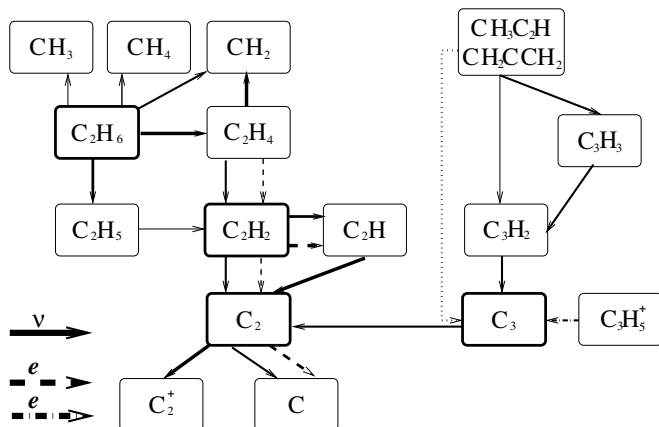 CH₃
CH₄
CH₂
CH₃C₂H
CH₂CCH₂
C₂H₆
C₂H₄
C₃H₃
C₂H₅
C₂H₂
C₂H
C₃H₂
C₂
C₃
C₃H₅⁺
ν
e
e
C₂⁺
C